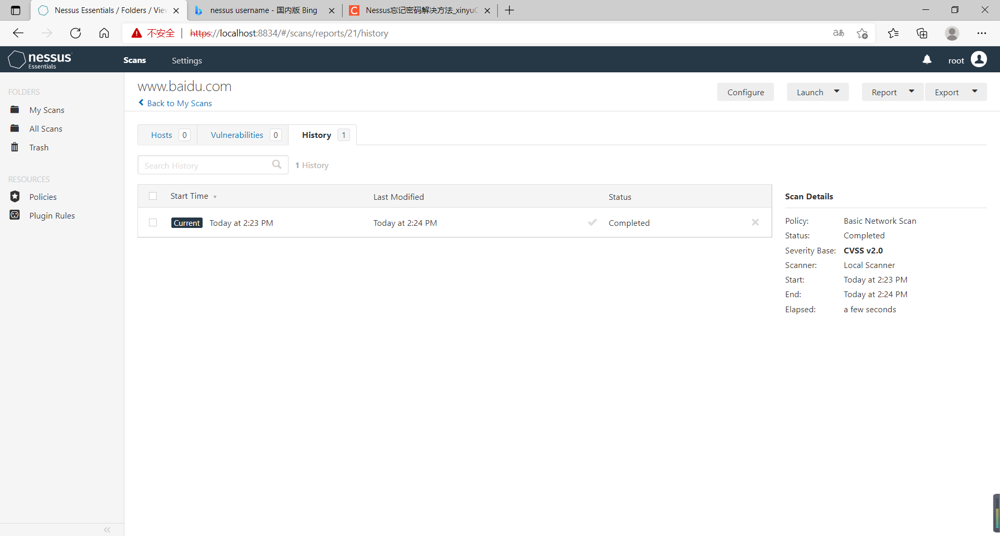 Nessus Essentials / Folders / Viev
nessus username - 国内版 Bing
Nessus忘记密码解决方法_xinyuC
不安全
https://localhost:8834/#/scans/reports/21/history
nessus
Essentials
Scans
Settings
root
FOLDERS
My Scans
All Scans
Trash
RESOURCES
Policies
Plugin Rules
www.baidu.com
Back to My Scans
Configure
Launch
Report
Export
Hosts 0
Vulnerabilities 0
History 1
Search History
1 History
Start Time
Last Modified
Status
Current Today at 2:23 PM
Today at 2:24 PM
Completed
Scan Details
Policy: Basic Network Scan
Status: Completed
Severity Base: CVSS v2.0
Scanner: Local Scanner
Start: Today at 2:23 PM
End: Today at 2:24 PM
Elapsed: a few seconds